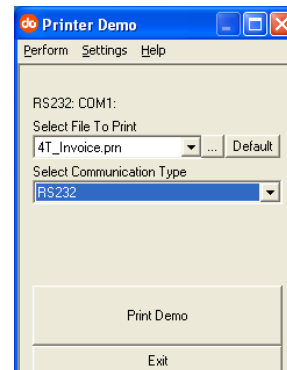 do Printer Demo
Perform Settings Help
RS232: COM1:
Select File To Print
4T_Invoice.prn ... Default
Select Communication Type
RS232
Print Demo
Exit